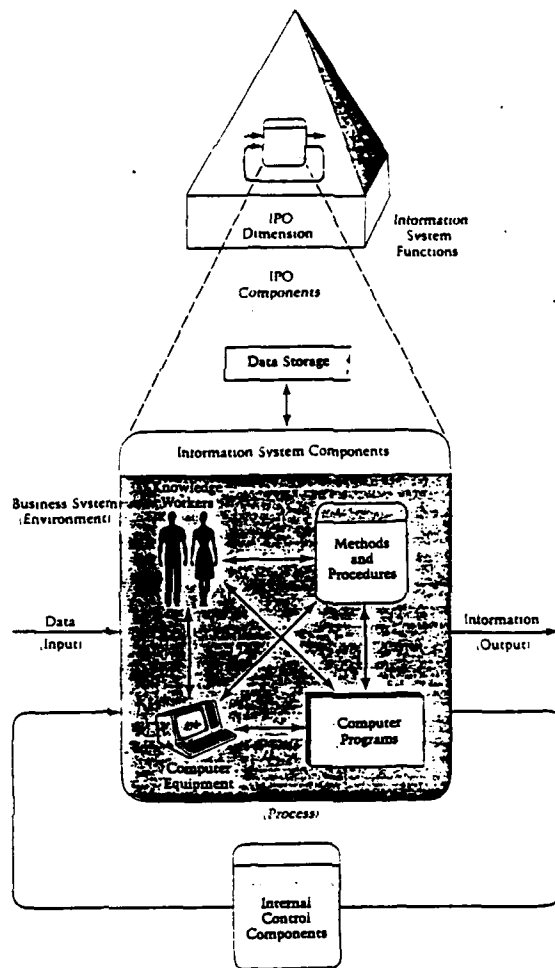 IPO
Dimension
Information
System
Functions
IPO
Components
Data Storage
Information System Components
Business System
(Environment)
Knowledge
Workers
Methods
and
Procedures
Data
(Input)
Information
(Output)
Computer
Equipment
Computer
Programs
(Process)
Internal
Control
Components